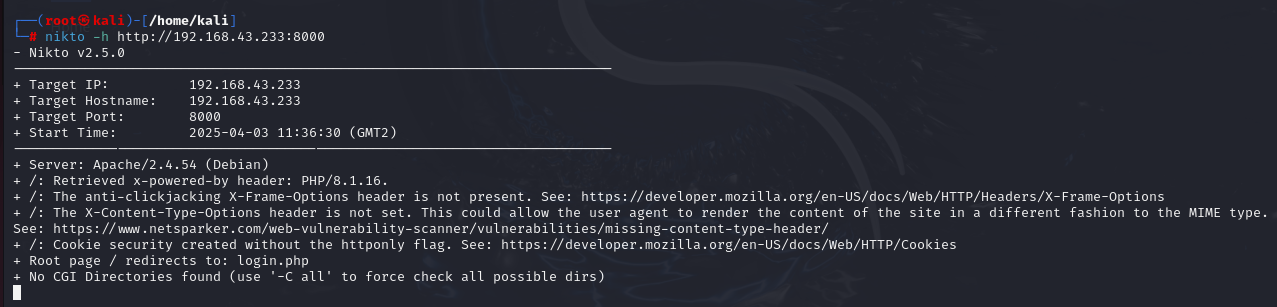 ┌──(root㉿kali)-[/home/kali]
└─# nikto -h http://192.168.43.233:8000
- Nikto v2.5.0
---------------------------------------------------------------------------
+ Target IP:          192.168.43.233
+ Target Hostname:    192.168.43.233
+ Target Port:        8000
+ Start Time:         2025-04-03 11:36:30 (GMT2)
---------------------------------------------------------------------------
+ Server: Apache/2.4.54 (Debian)
+ /: Retrieved x-powered-by header: PHP/8.1.16.
+ /: The anti-clickjacking X-Frame-Options header is not present. See: https://developer.mozilla.org/en-US/docs/Web/HTTP/Headers/X-Frame-Options
+ /: The X-Content-Type-Options header is not set. This could allow the user agent to render the content of the site in a different fashion to the MIME type.
See: https://www.netsparker.com/web-vulnerability-scanner/vulnerabilities/missing-content-type-header/
+ /: Cookie security created without the httponly flag. See: https://developer.mozilla.org/en-US/docs/Web/HTTP/Cookies
+ Root page / redirects to: login.php
+ No CGI Directories found (use '-C all' to force check all possible dirs)